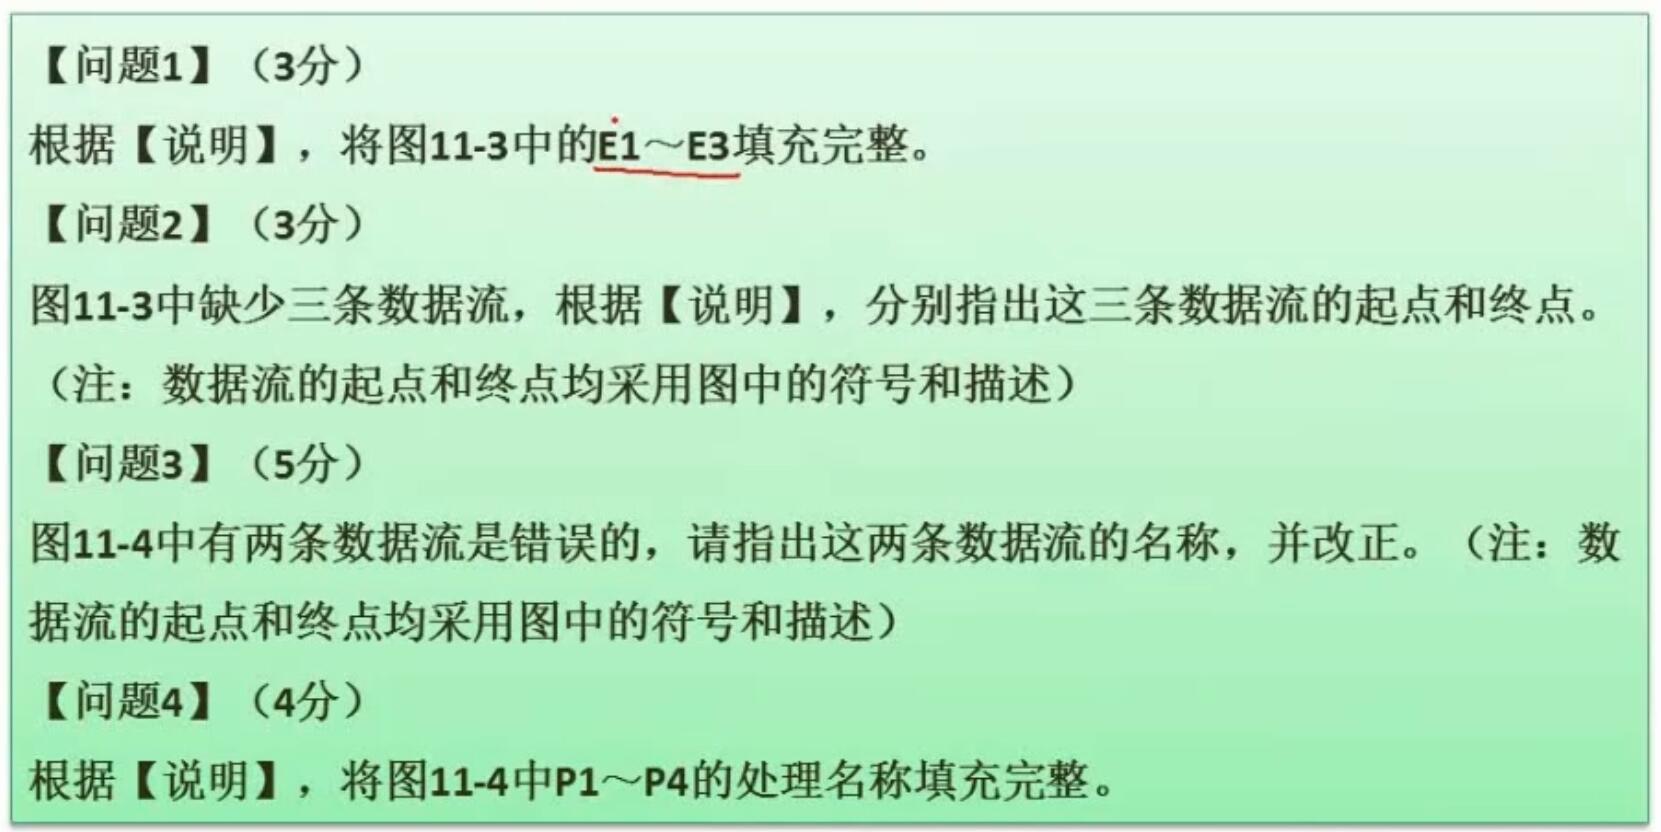 【问题1】（3分）
根据【说明】，将图11-3中的E1～E3填充完整。
【问题2】（3分）
图11-3中缺少三条数据流，根据【说明】，分别指出这三条数据流的起点和终点。
（注：数据流的起点和终点均采用图中的符号和描述）
【问题3】（5分）
图11-4中有两条数据流是错误的，请指出这两条数据流的名称，并改正。（注：数
据流的起点和终点均采用图中的符号和描述）
【问题4】（4分）
根据【说明】，将图11-4中P1～P4的处理名称填充完整。